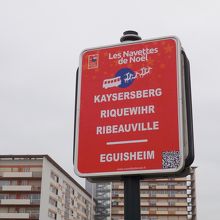 Les Navettes
de Noël
KAYSERSBERG
RIQUEWIHR
RIBEAUVILLE
EGUISHEIM